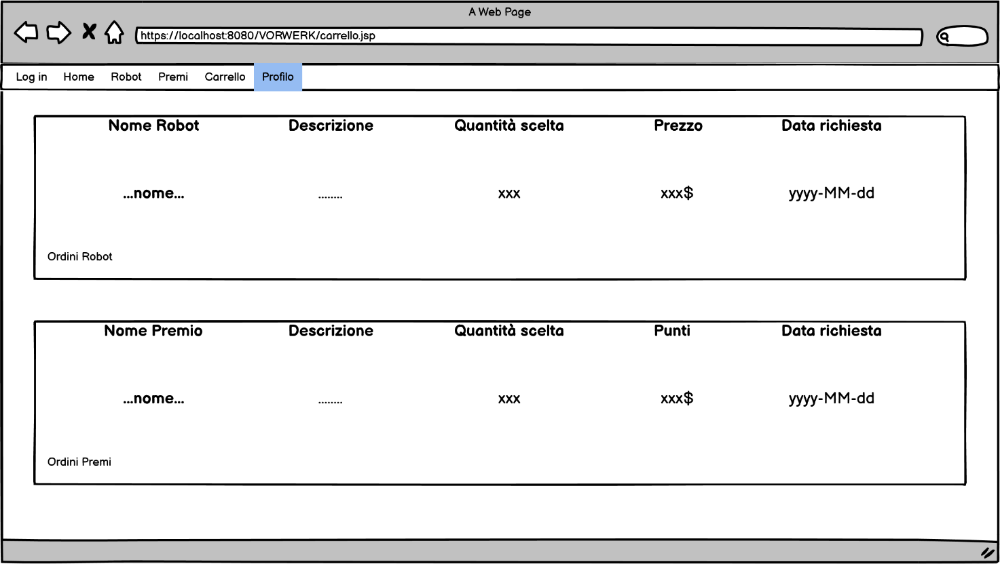 A Web Page
https://localhost:8080/VORWERK/carrello.jsp
Log in Home Robot Premi Carrello Profilo
Nome Robot Descrizione Quantità scelta Prezzo Data richiesta
...nome... ........ xxx xxx$ yyyy-MM-dd
Ordini Robot
Nome Premio Descrizione Quantità scelta Punti Data richiesta
...nome... ........ xxx xxx$ yyyy-MM-dd
Ordini Premi